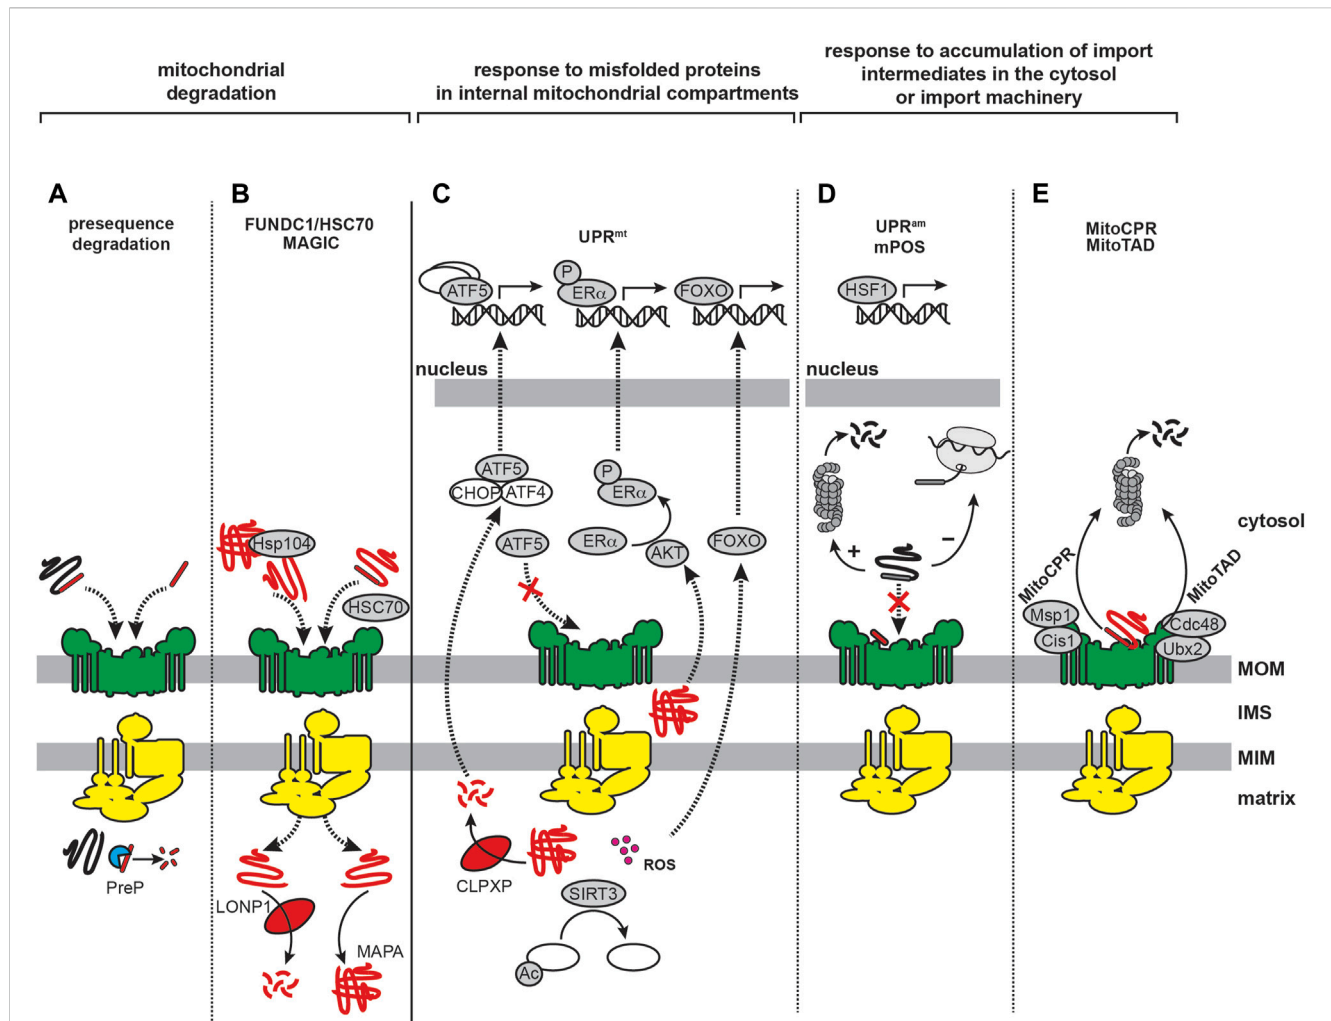 mitochondrial
degradation
response to misfolded proteins
in internal mitochondrial compartments
response to accumulation of import
intermediates in the cytosol
or import machinery
A
presequence
degradation
PreP
B
FUNDC1/HSC70
MAGIC
Hsp104
HSC70
LONP1
MAPA
C
UPRmt
ATF5
P
ERα
FOXO
nucleus
ATF5
CHOP
ATF4
P
ERα
ATF5
ERα
AKT
FOXO
CLPXP
ROS
SIRT3
Ac
D
UPRam
mPOS
HSF1
nucleus
+
−
E
MitoCPR
MitoTAD
MitoCPR
MitoTAD
Msp1
Cis1
Cdc48
Ubx2
cytosol
MOM
IMS
MIM
matrix